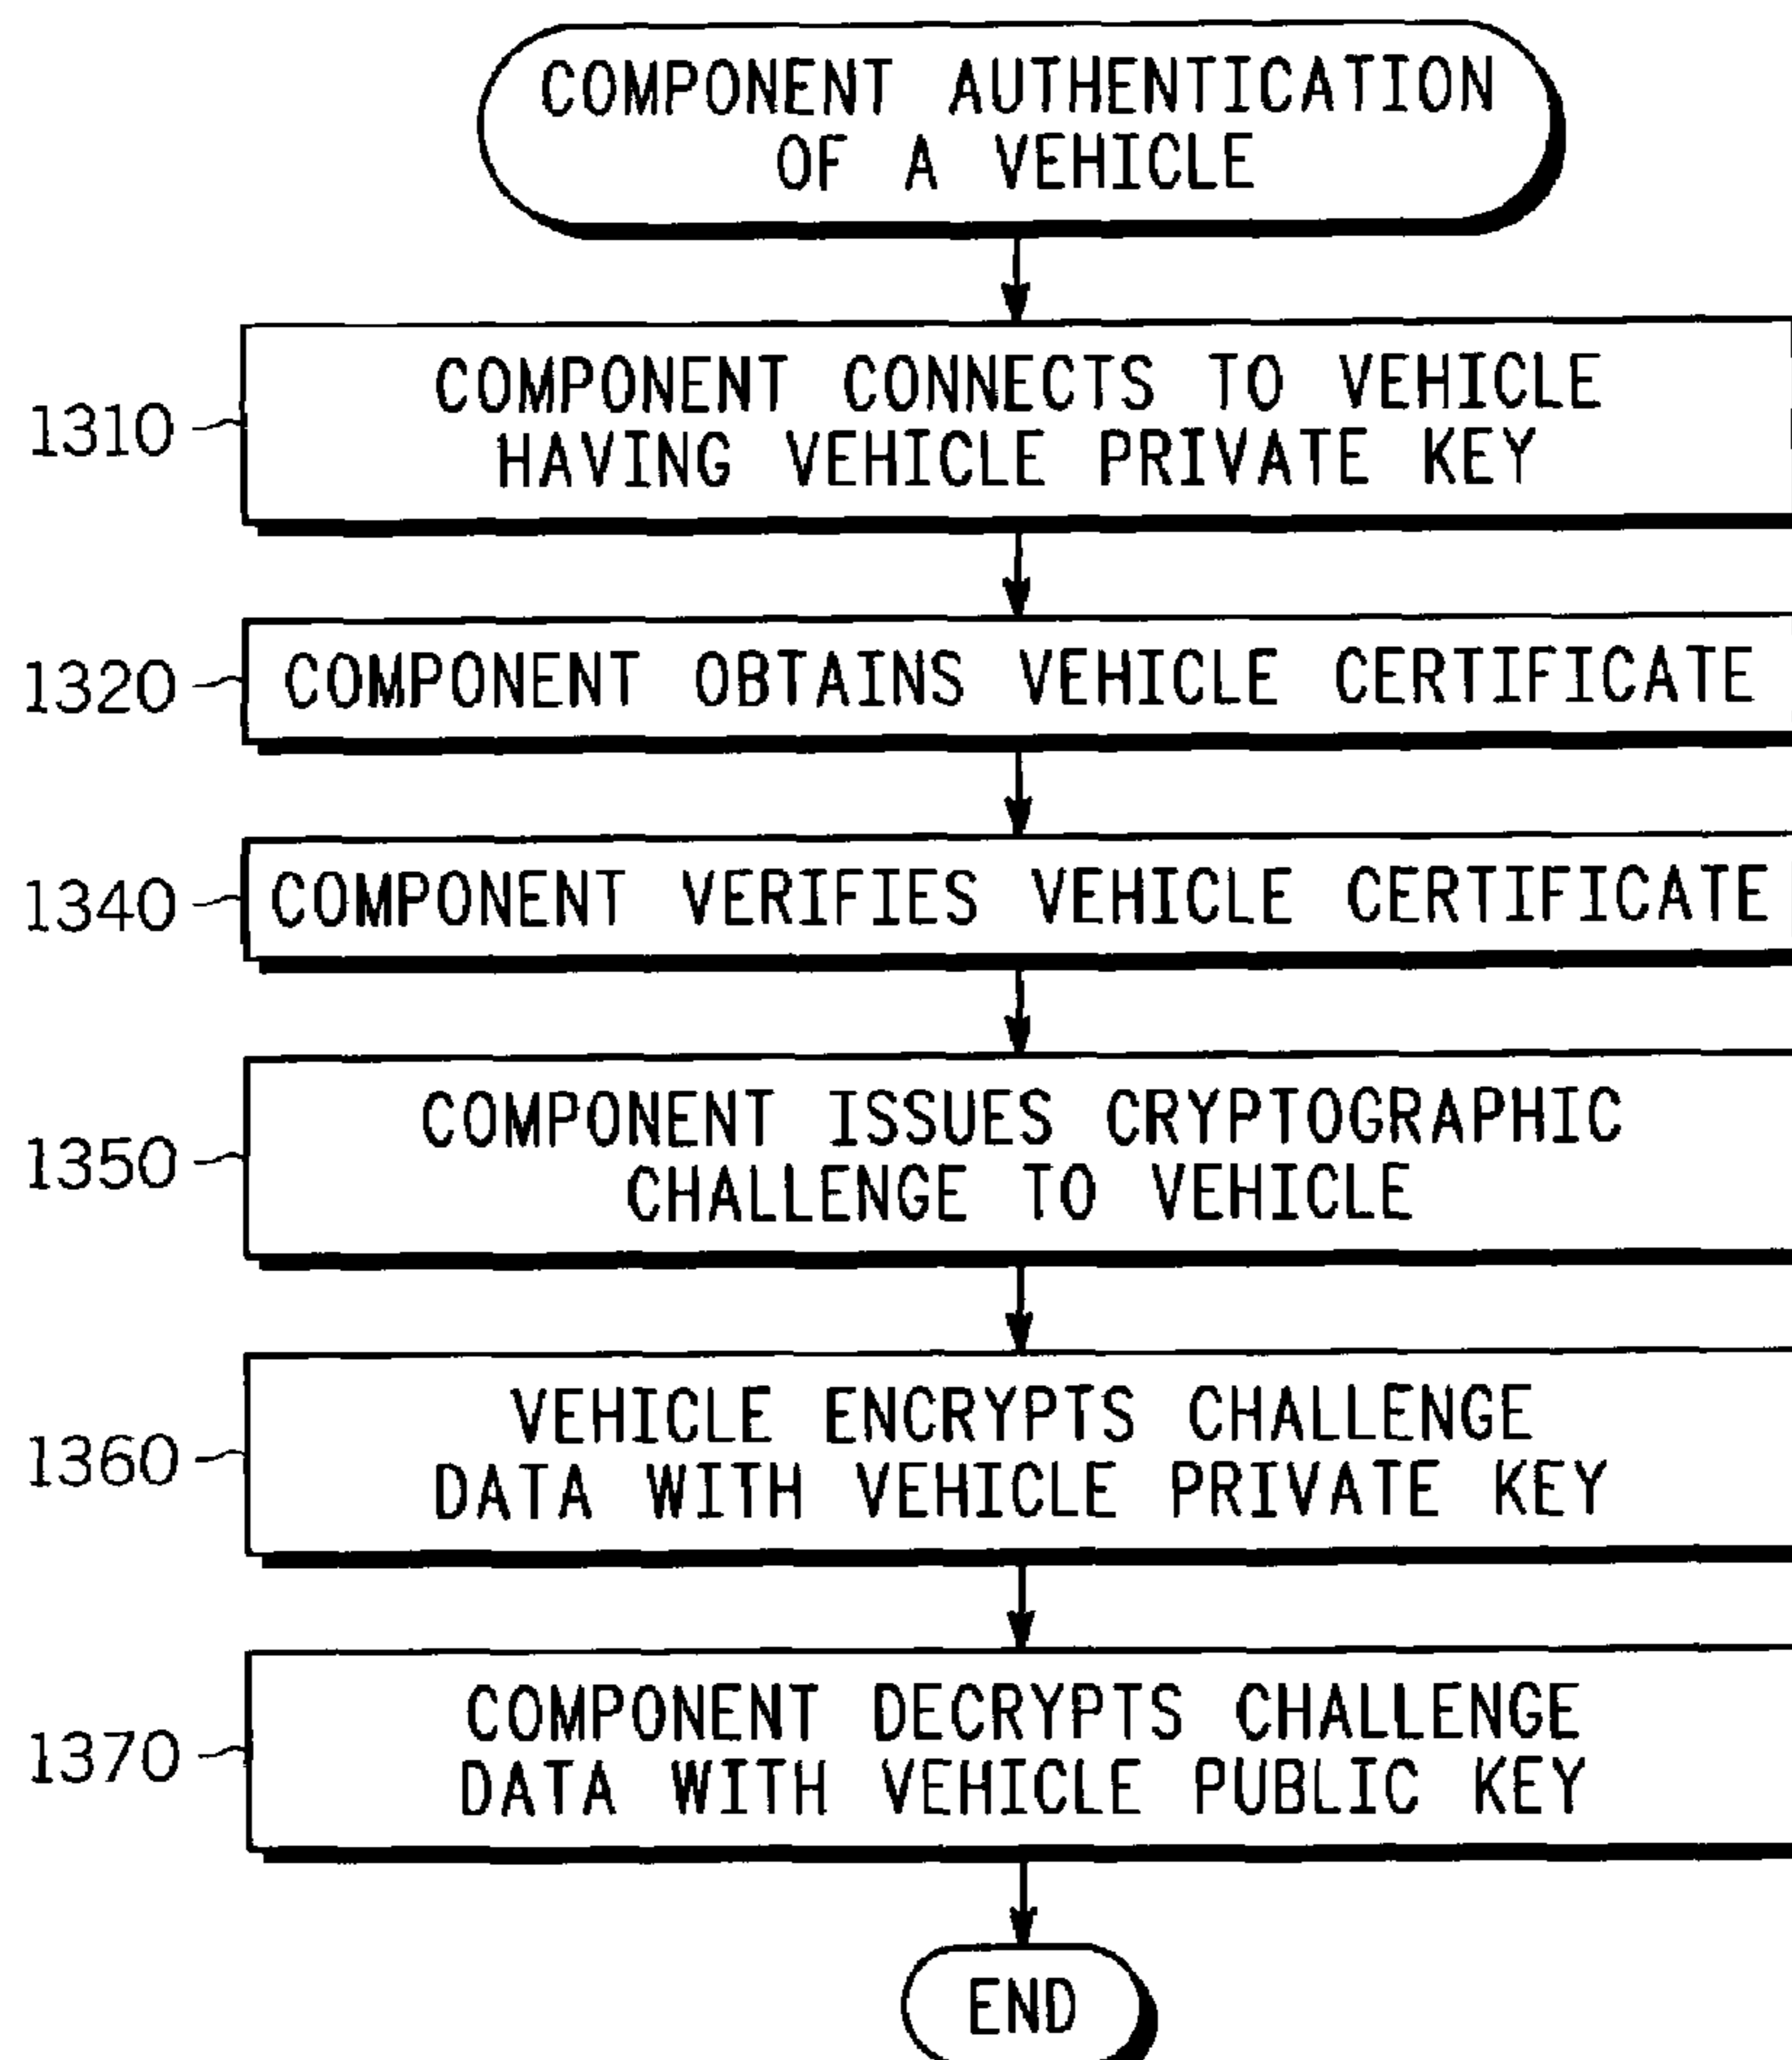 COMPONENT AUTHENTICATION
OF A VEHICLE
1310
COMPONENT CONNECTS TO VEHICLE
HAVING VEHICLE PRIVATE KEY
1320
COMPONENT OBTAINS VEHICLE CERTIFICATE
1340
COMPONENT VERIFIES VEHICLE CERTIFICATE
1350
COMPONENT ISSUES CRYPTOGRAPHIC
CHALLENGE TO VEHICLE
1360
VEHICLE ENCRYPTS CHALLENGE
DATA WITH VEHICLE PRIVATE KEY
1370
COMPONENT DECRYPTS CHALLENGE
DATA WITH VEHICLE PUBLIC KEY
END